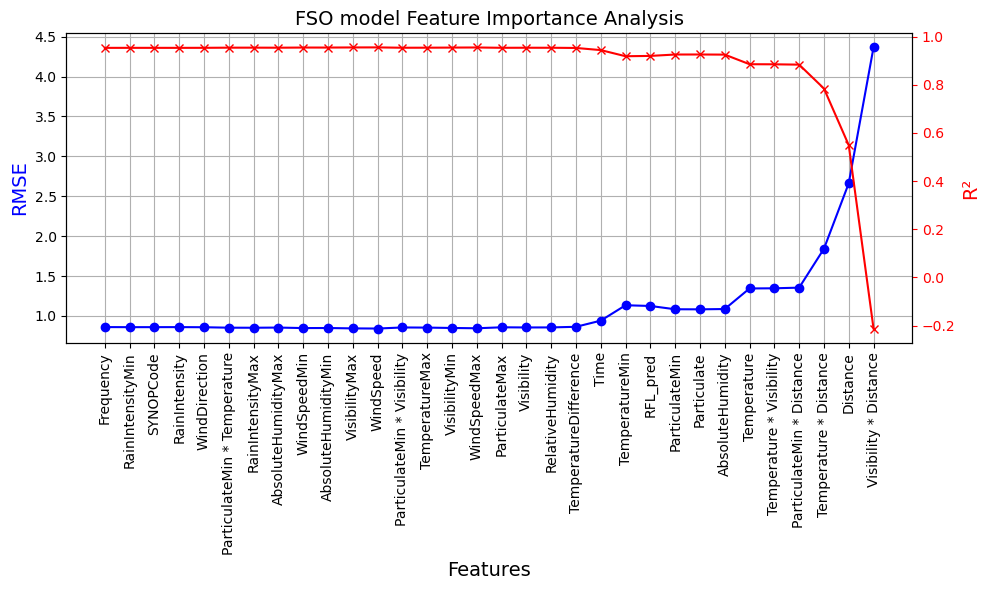 FSO model Feature Importance Analysis
4.5
4.0
3.5
3.0
2.5
2.0
1.5
1.0
RMSE
1.0
0.8
0.6
0.4
0.2
0.0
−0.2
R²
Frequency
RainIntensityMin
SYNOPCode
RainIntensity
WindDirection
ParticulateMin * Temperature
RainIntensityMax
AbsoluteHumidityMax
WindSpeedMin
AbsoluteHumidityMin
VisibilityMax
WindSpeed
ParticulateMin * Visibility
TemperatureMax
VisibilityMin
WindSpeedMax
ParticulateMax
Visibility
RelativeHumidity
TemperatureDifference
Time
TemperatureMin
RFL_pred
ParticulateMin
Particulate
AbsoluteHumidity
Temperature
Temperature * Visibility
ParticulateMin * Distance
Temperature * Distance
Distance
Visibility * Distance
Features